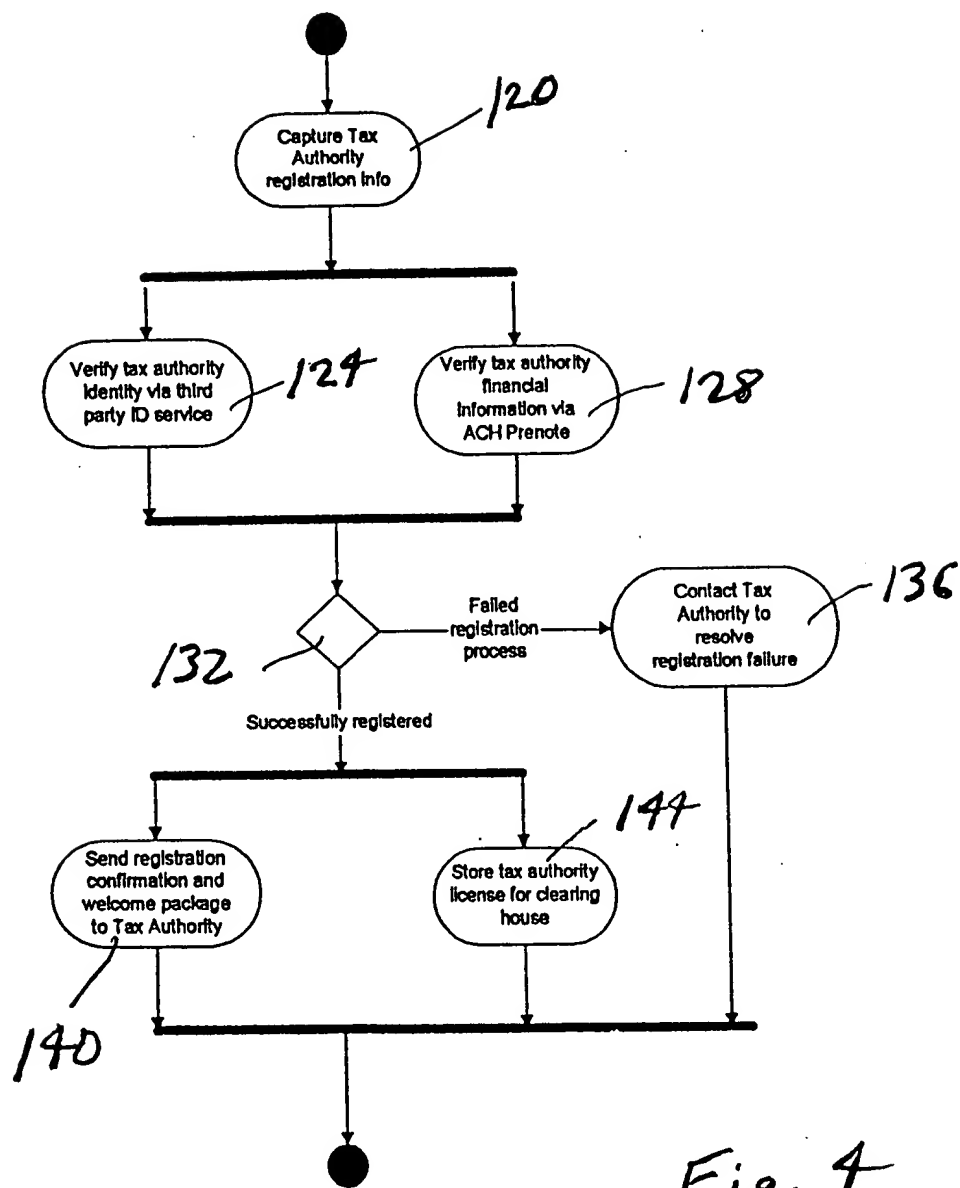 120
Capture Tax
Authority
registration info
Verify tax authority
identity via third
party ID service
124
Verify tax authority
financial
information via
ACH Prenote
128
132
Failed
registration
process
Contact Tax
Authority to
resolve
registration failure
136
Successfully registered
144
Send registration
confirmation and
welcome package
to Tax Authority
Store tax authority
license for clearing
house
140
Fig. 4